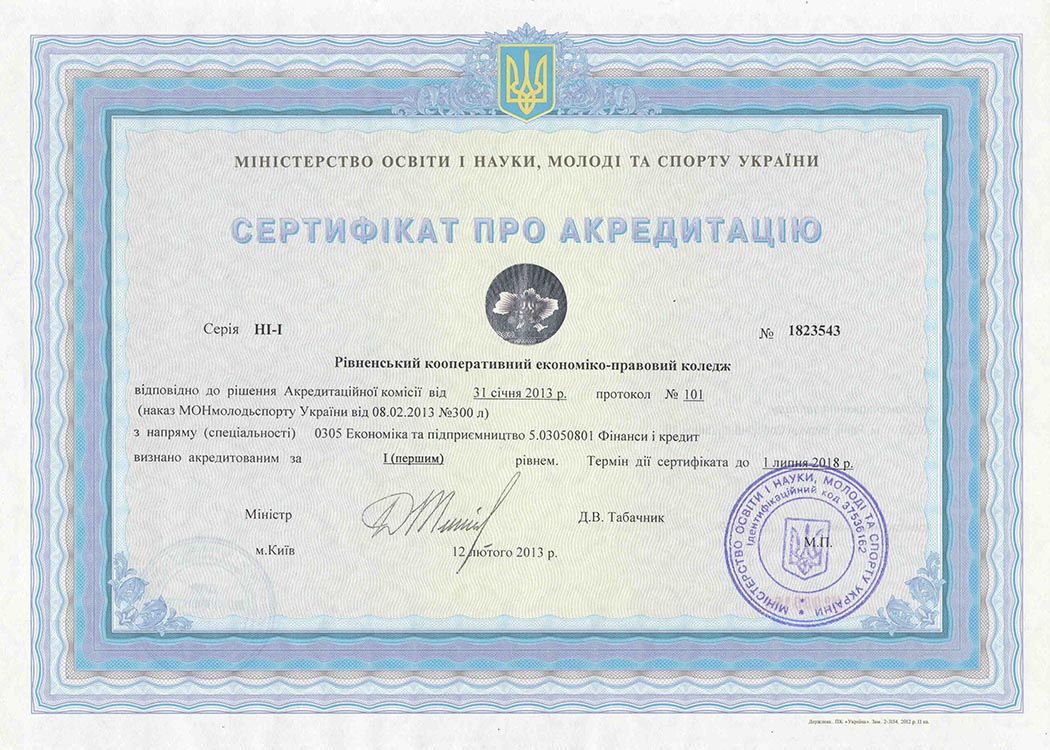 МІНІСТЕРСТВО ОСВІТИ І НАУКИ, МОЛОДІ ТА СПОРТУ УКРАЇНИ
СЕРТИФІКАТ ПРО АКРЕДИТАЦІЮ
Серія НІ-І № 1823543
Рівненський кооперативний економіко-правовий коледж
відповідно до рішення Акредитаційної комісії від 31 січня 2013 р. протокол № 101
(наказ МОНмолодьспорту України від 08.02.2013 №300 л)
з напряму (спеціальності) 0305 Економіка та підприємництво 5.03050801 Фінанси і кредит
визнано акредитованим за І (першим) рівнем. Термін дії сертифіката до 1 липня 2018 р.
Міністр Д.В. Табачник
м.Київ 12 лютого 2013 р. М.П.
МІНІСТЕРСТВО ОСВІТИ І НАУКИ, МОЛОДІ ТА СПОРТУ УКРАЇНИ
Ідентифікаційний код 37536162
Держзнак. ПК «Україна». Зам. 2-3104. 2012 р. ІІ кв.